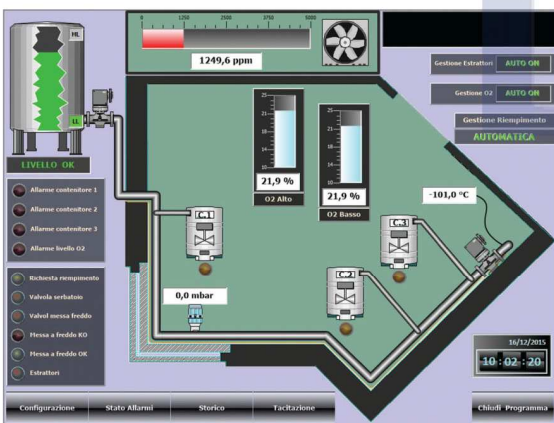 0 1250 2500 3750 5000
1249,6 ppm
HL
LL
LIVELLO OK
Gestione Estrattori AUTO ON
Gestione O2 AUTO ON
Gestione Riempimento
AUTOMATICA
25
21
18
14
10
21,9 %
O2 Alto
25
21
18
14
10
21,9 %
O2 Basso
-101,0 °C
C.1
C.3
C.2
0,0 mbar
Allarme contenitore 1
Allarme contenitore 2
Allarme contenitore 3
Allarme livello O2
Richiesta riempimento
Valvola serbatoio
Valvol messa freddo
Messa a freddo KO
Messa a freddo OK
Estrattori
16/12/2015
10:02:20
Configurazione Stato Allarmi Storico Tacitazione Chiudi Programma